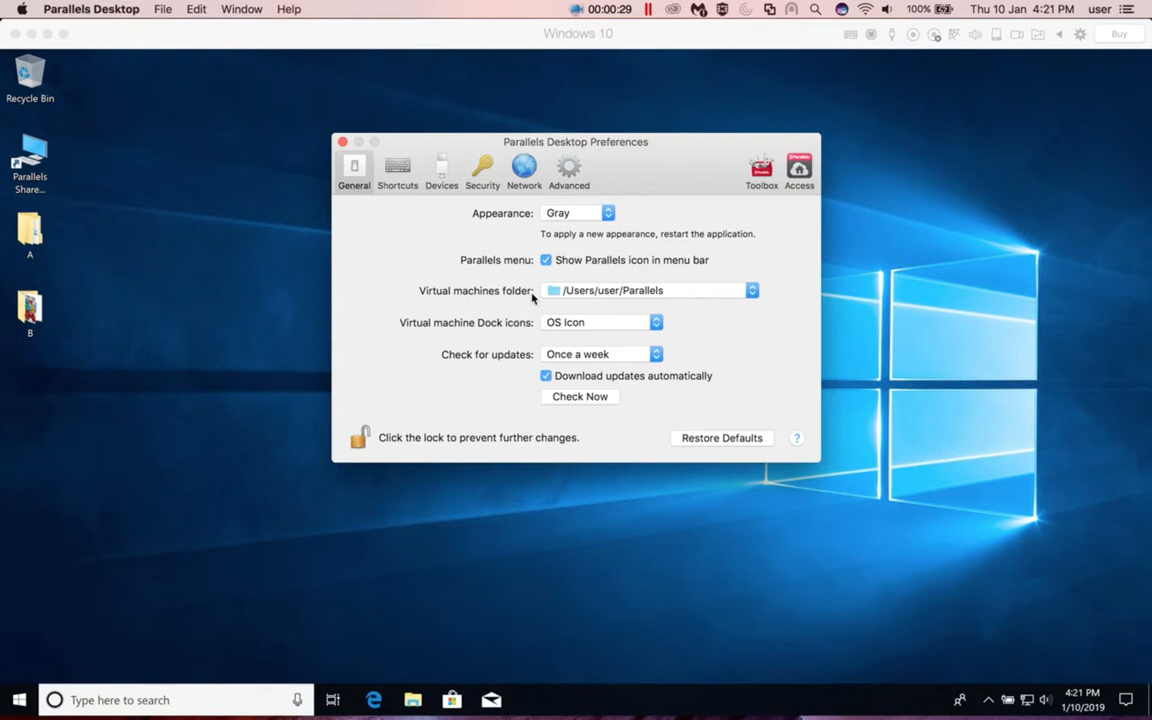 Parallels Desktop File Edit Window Help 00:00:29 100% Thu 10 Jan 4:21 PM user
Windows 10 Buy
Recycle Bin
Parallels
Share...
A
B
Parallels Desktop Preferences
General Shortcuts Devices Security Network Advanced Toolbox Access
Appearance: Gray
To apply a new appearance, restart the application.
Parallels menu: Show Parallels icon in menu bar
Virtual machines folder: /Users/user/Parallels
Virtual machine Dock icons: OS Icon
Check for updates: Once a week
Download updates automatically
Check Now
Click the lock to prevent further changes. Restore Defaults ?
Type here to search
4:21 PM
1/10/2019